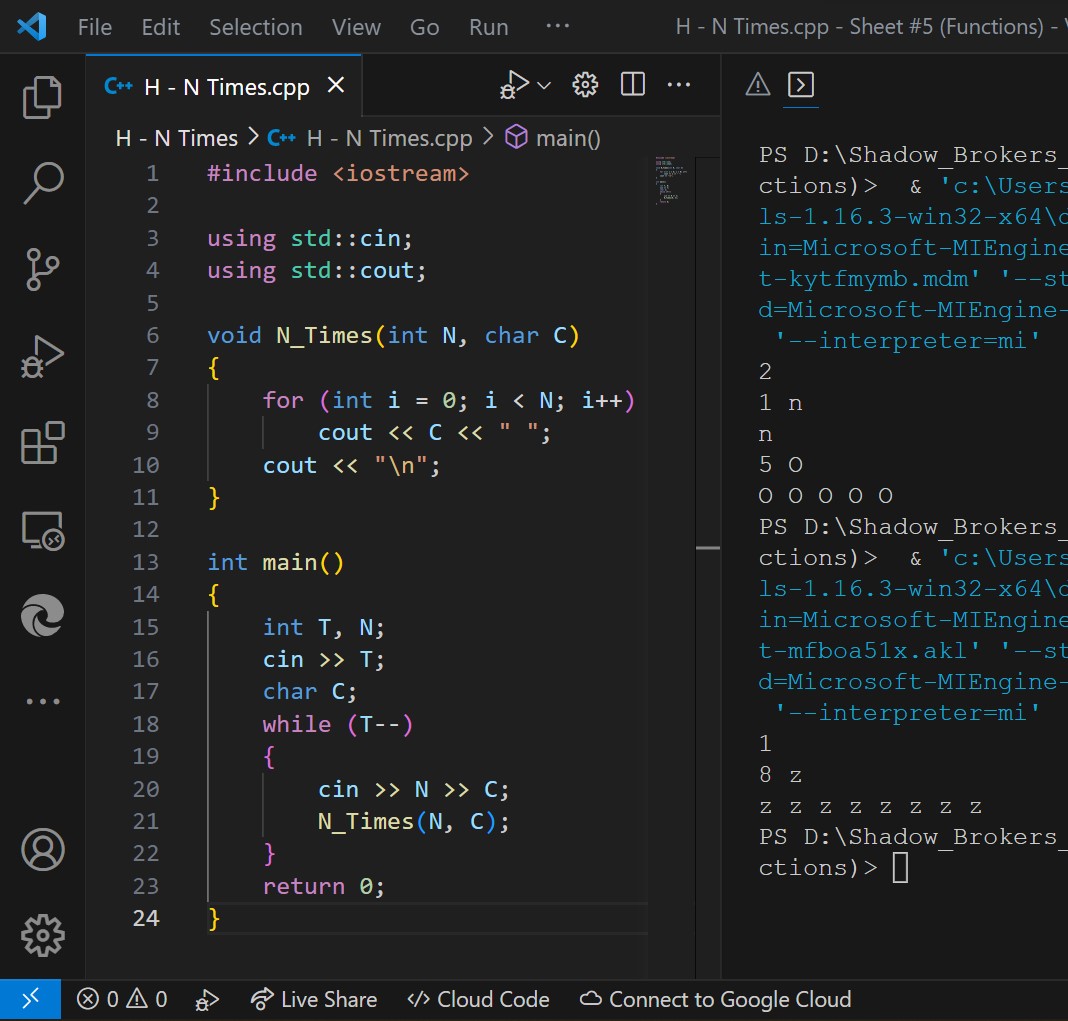 File Edit Selection View Go Run ··· H - N Times.cpp - Sheet #5 (Functions) -
C++ H - N Times.cpp
H - N Times > C++ H - N Times.cpp > main()
1 #include <iostream>
2
3 using std::cin;
4 using std::cout;
5
6 void N_Times(int N, char C)
7 {
8 for (int i = 0; i < N; i++)
9 cout << C << " ";
10 cout << "\n";
11 }
12
13 int main()
14 {
15 int T, N;
16 cin >> T;
17 char C;
18 while (T--)
19 {
20 cin >> N >> C;
21 N_Times(N, C);
22 }
23 return 0;
24 }
PS D:\Shadow_Brokers_
ctions)> & 'c:\Users
ls-1.16.3-win32-x64\
in=Microsoft-MIEngine
t-kytfmymb.mdm' '--st
d=Microsoft-MIEngine-
'--interpreter=mi'
2
1 n
n
5 O
O O O O O
PS D:\Shadow_Brokers_
ctions)> & 'c:\Users
ls-1.16.3-win32-x64\
in=Microsoft-MIEngine
t-mfboa51x.akl' '--st
d=Microsoft-MIEngine-
'--interpreter=mi'
1
8 z
z z z z z z z z
PS D:\Shadow_Brokers_
ctions)>
0 0 Live Share Cloud Code Connect to Google Cloud